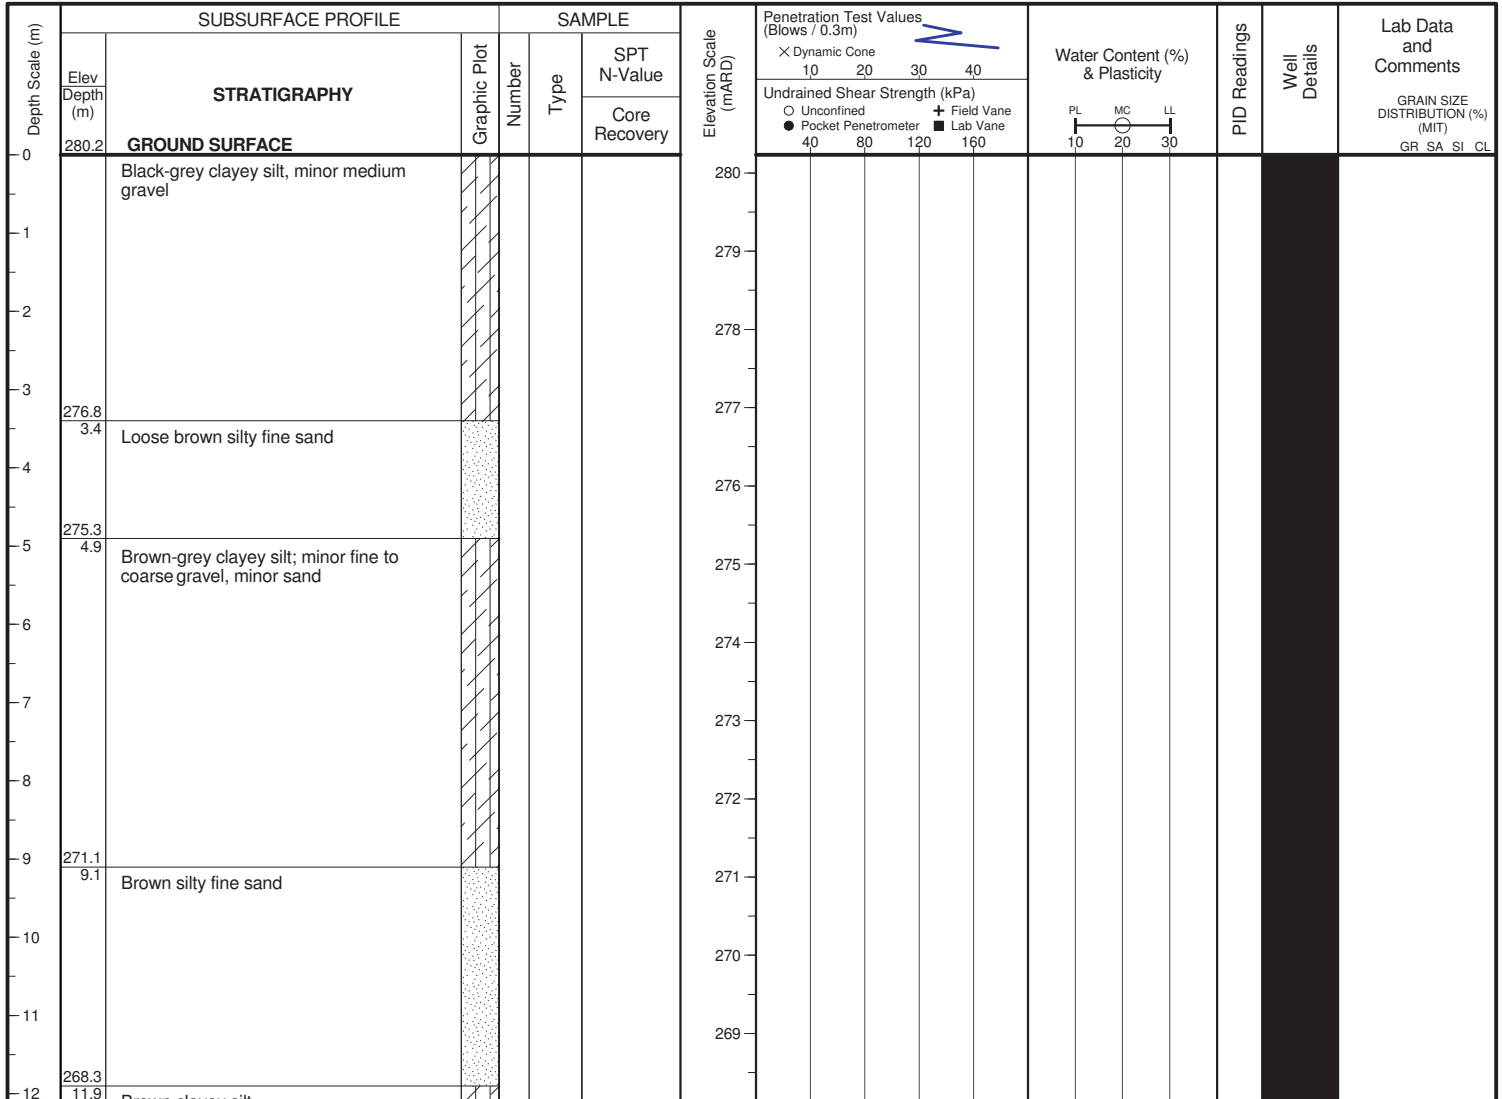 SUBSURFACE PROFILE
SAMPLE
Depth Scale (m)
Elev
Depth
(m)
280.2
STRATIGRAPHY
GROUND SURFACE
Graphic Plot
Number
Type
SPT
N-Value
Core
Recovery
Elevation Scale
(mARD)
Penetration Test Values
(Blows / 0.3m)
Dynamic Cone
10 20 30 40
Undrained Shear Strength (kPa)
Unconfined Field Vane
Pocket Penetrometer Lab Vane
40 80 120 160
Water Content (%)
& Plasticity
PL MC LL
10 20 30
PID Readings
Well
Details
Lab Data
and
Comments
GRAIN SIZE
DISTRIBUTION (%)
(MIT)
GR SA SI CL
0
1
2
3
4
5
6
7
8
9
10
11
12
Black-grey clayey silt, minor medium
gravel
276.8
3.4
Loose brown silty fine sand
275.3
4.9
Brown-grey clayey silt; minor fine to
coarse gravel, minor sand
271.1
9.1
Brown silty fine sand
268.3
11.9
Brown clayey silt
280
279
278
277
276
275
274
273
272
271
270
269